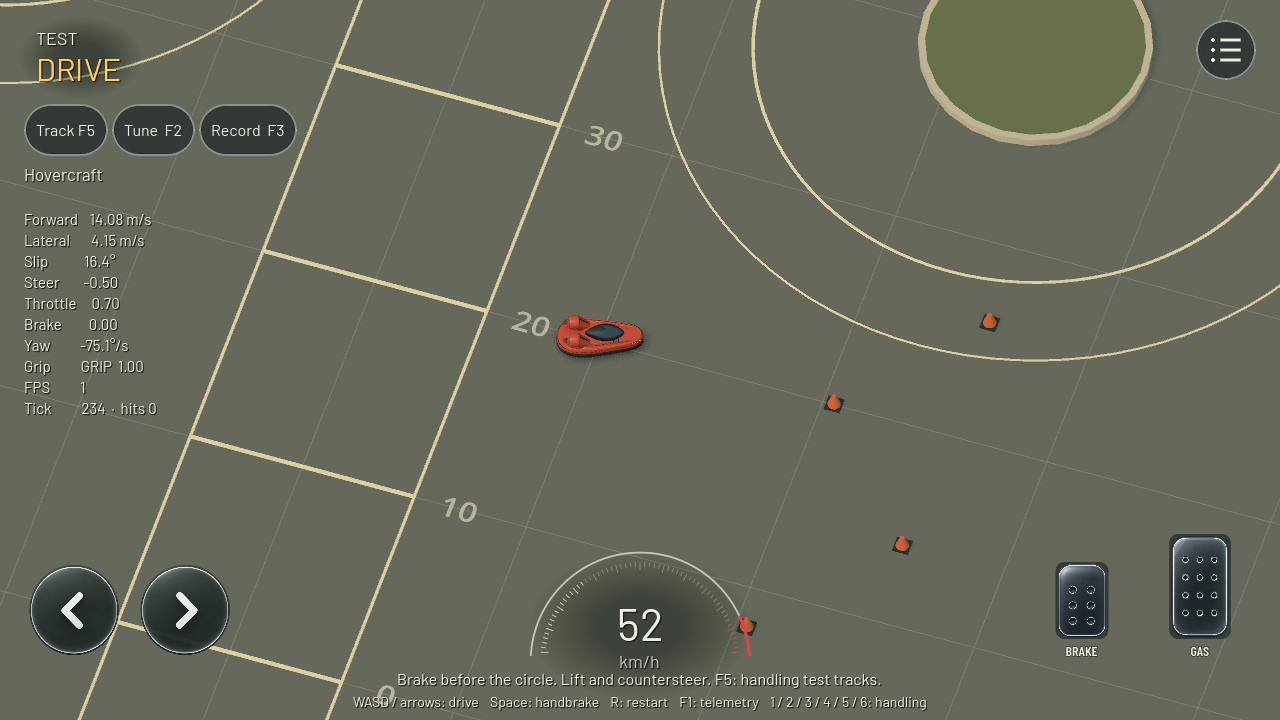 TEST
DRIVE
Track F5
Tune F2
Record F3
Hovercraft
Forward 14.08 m/s
Lateral 4.15 m/s
Slip 16.4°
Steer -0.50
Throttle 0.70
Brake 0.00
Yaw -75.1°/s
Grip GRIP 1.00
FPS 1
Tick 234 · hits 0
30
20
10
0
52
km/h
BRAKE
GAS
Brake before the circle. Lift and countersteer. F5: handling test tracks.
WASD / arrows: drive Space: handbrake R: restart F1: telemetry 1 / 2 / 3 / 4 / 5 / 6: handling